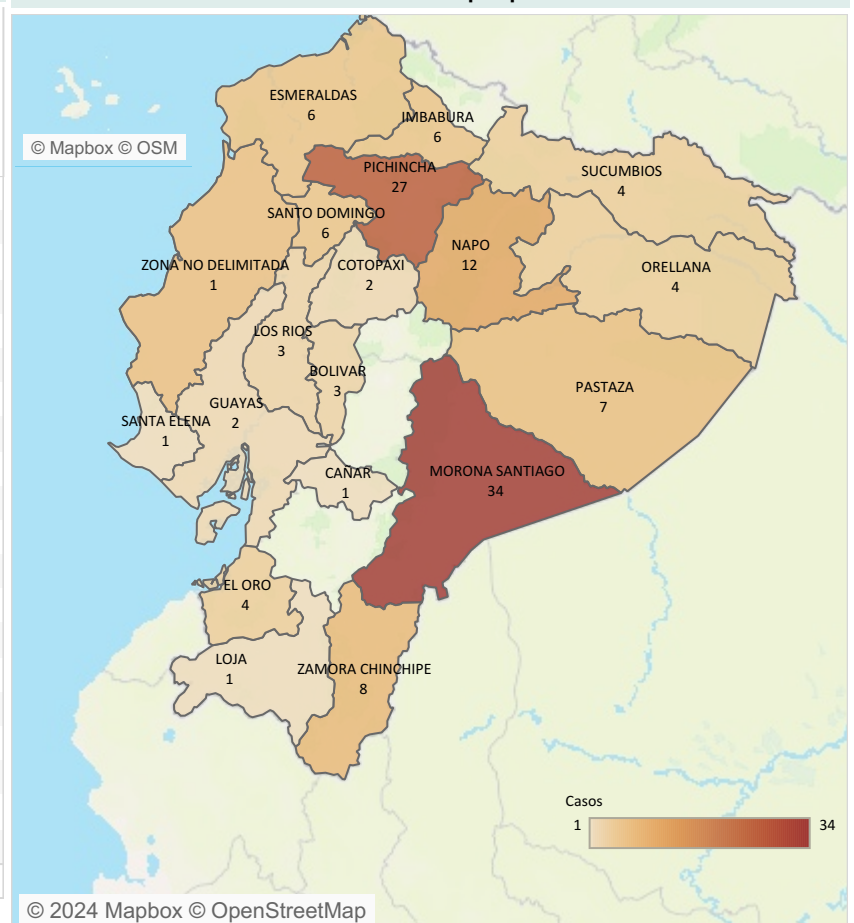 ESMERALDAS
6
IMBABURA
6
© Mapbox © OSM
PICHINCHA
27
SUCUMBIOS
4
SANTO DOMINGO
6
NAPO
12
ZONA NO DELIMITADA
1
COTOPAXI
2
ORELLANA
4
LOS RIOS
3
BOLIVAR
3
PASTAZA
7
GUAYAS
2
SANTA ELENA
1
CAÑAR
1
MORONA SANTIAGO
34
EL ORO
4
LOJA
1
ZAMORA CHINCHIPE
8
Casos
1
34
© 2024 Mapbox © OpenStreetMap